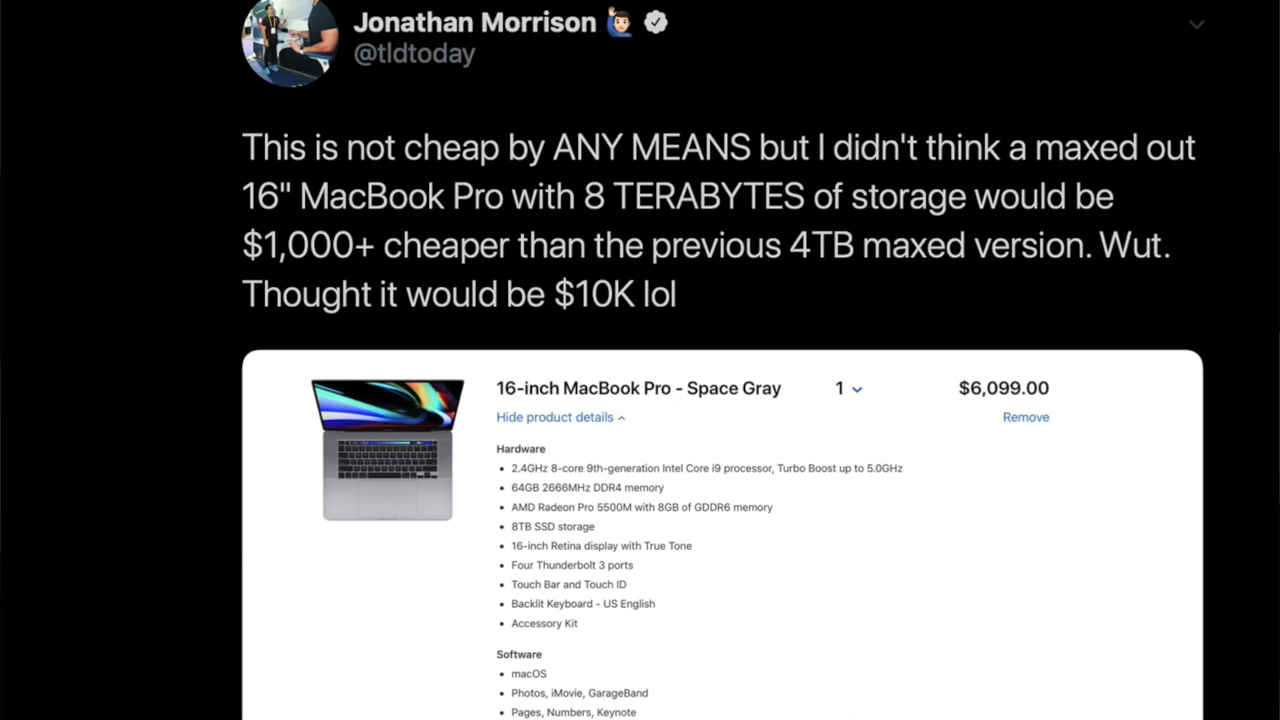 Jonathan Morrison 🙋🏻‍♂️
@tldtoday
This is not cheap by ANY MEANS but I didn't think a maxed out
16" MacBook Pro with 8 TERABYTES of storage would be
$1,000+ cheaper than the previous 4TB maxed version. Wut.
Thought it would be $10K lol
16-inch MacBook Pro - Space Gray 1 $6,099.00
Hide product details Remove
Hardware
• 2.4GHz 8-core 9th-generation Intel Core i9 processor, Turbo Boost up to 5.0GHz
• 64GB 2666MHz DDR4 memory
• AMD Radeon Pro 5500M with 8GB of GDDR6 memory
• 8TB SSD storage
• 16-inch Retina display with True Tone
• Four Thunderbolt 3 ports
• Touch Bar and Touch ID
• Backlit Keyboard - US English
• Accessory Kit
Software
• macOS
• Photos, iMovie, GarageBand
• Pages, Numbers, Keynote